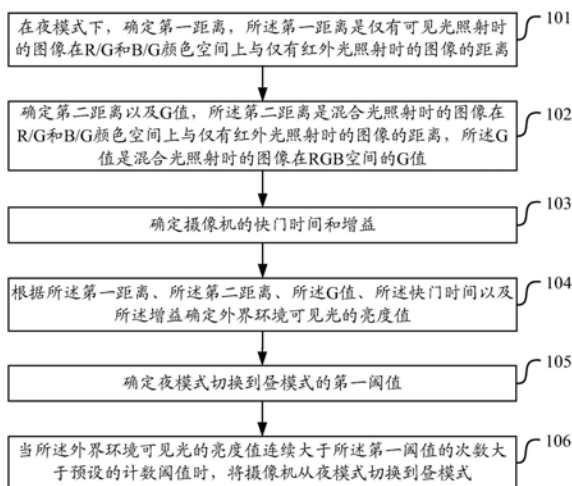 在夜模式下，确定第一距离，所述第一距离是仅有可见光照射时
的图像在R/G和B/G颜色空间上与仅有红外光照射时的图像的距离
101
确定第二距离以及G值，所述第二距离是混合光照射时的图像在
R/G和B/G颜色空间上与仅有红外光照射时的图像的距离，所述G
值是混合光照射时的图像在RGB空间的G值
102
确定摄像机的快门时间和增益
103
根据所述第一距离、所述第二距离、所述G值、所述快门时间以及
所述增益确定外界环境可见光的亮度值
104
确定夜模式切换到昼模式的第一阈值
105
当所述外界环境可见光的亮度值连续大于所述第一阈值的次数大
于预设的计数阈值时，将摄像机从夜模式切换到昼模式
106